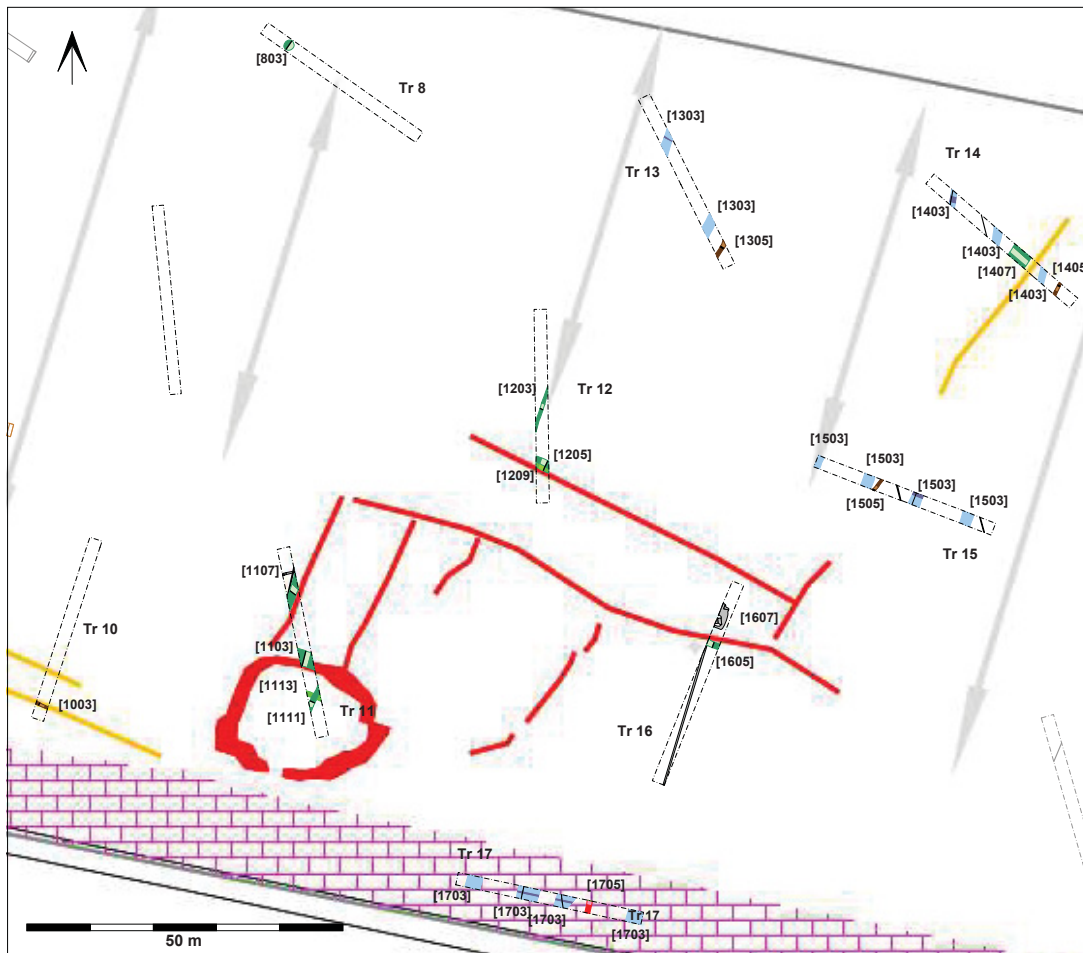 [803]
Tr 8
[1303]
Tr 13
[1303]
[1305]
Tr 14
[1403]
[1403]
[1407]
[1405
[1403]
[1203]
Tr 12
[1205]
[1209]
[1503]
[1503]
[1505]
[1503]
[1503]
Tr 15
[1107]
Tr 10
[1103]
[1607]
[1605]
[1003]
[1113]
[1111]
Tr 11
Tr 16
Tr 17
[1703]
[1705]
[1703]
[1703]
Tr17
[1703]
50 m